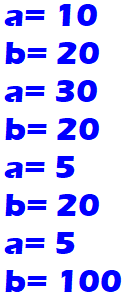 a= 10
b= 20
a= 30
b= 20
a= 5
b= 20
a= 5
b= 100